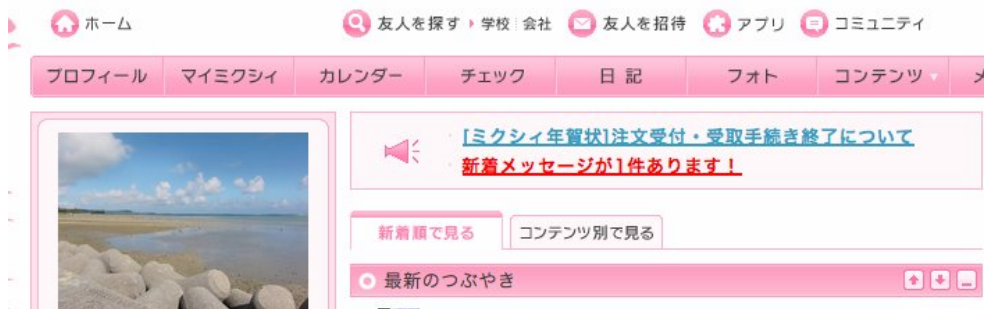 ホーム 友人を探す 学校 会社 友人を招待 アプリ コミュニティ
プロフィール マイミクシィ カレンダー チェック 日記 フォト コンテンツ
[ミクシィ年賀状]注文受付・受取手続き終了について
新着メッセージが1件あります！
新着順で見る コンテンツ別で見る
最新のつぶやき